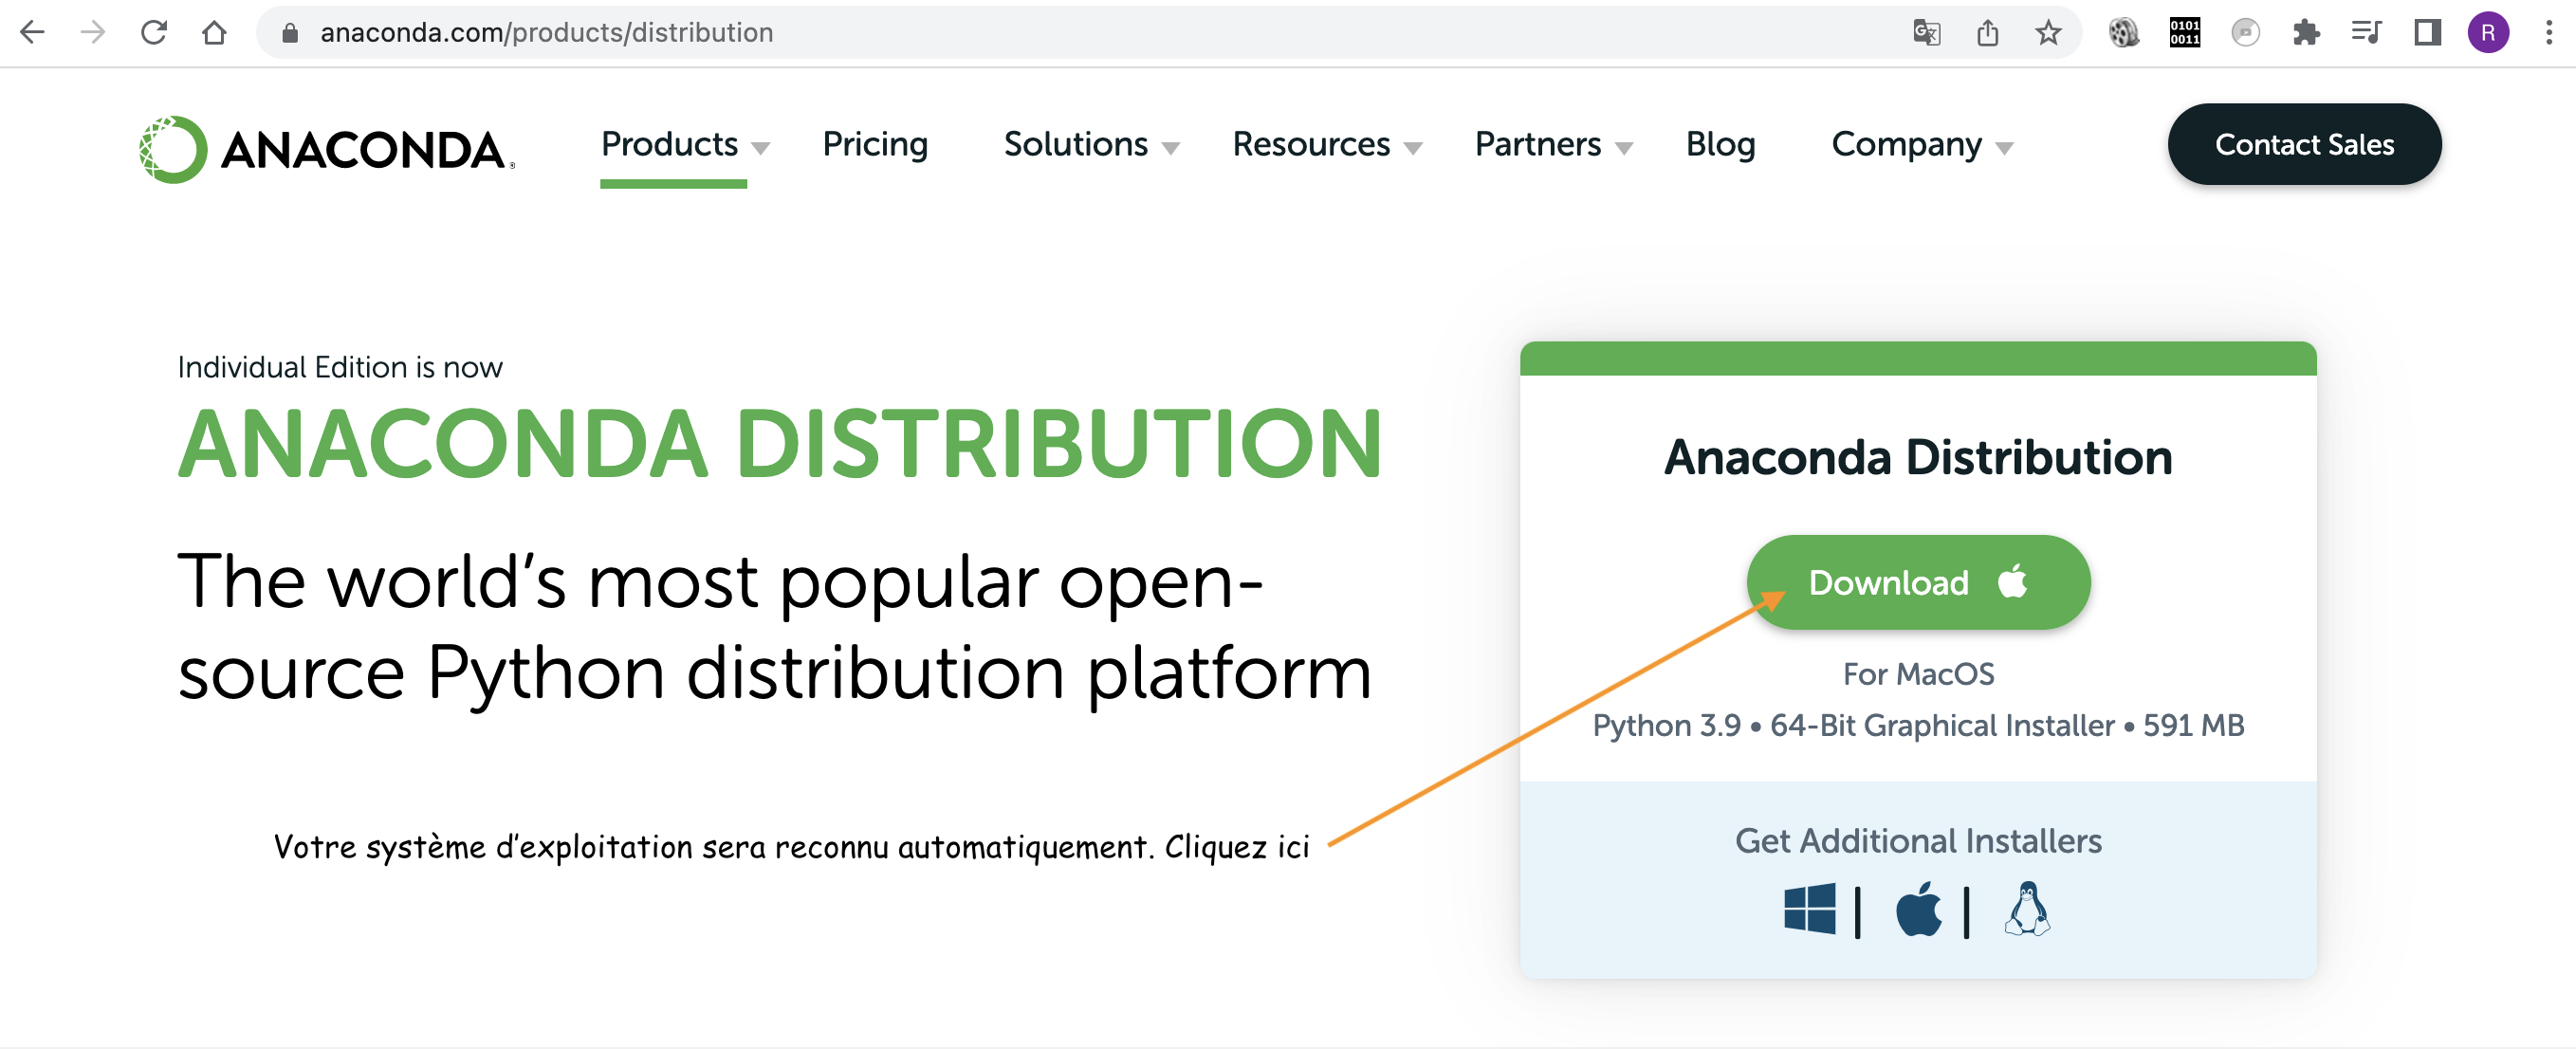 anaconda.com/products/distribution
0101
0011
R
ANACONDA
Products
Pricing
Solutions
Resources
Partners
Blog
Company
Contact Sales
Individual Edition is now
ANACONDA DISTRIBUTION
The world’s most popular open-
source Python distribution platform
Votre système d’exploitation sera reconnu automatiquement. Cliquez ici
Anaconda Distribution
Download
For MacOS
Python 3.9 • 64-Bit Graphical Installer • 591 MB
Get Additional Installers